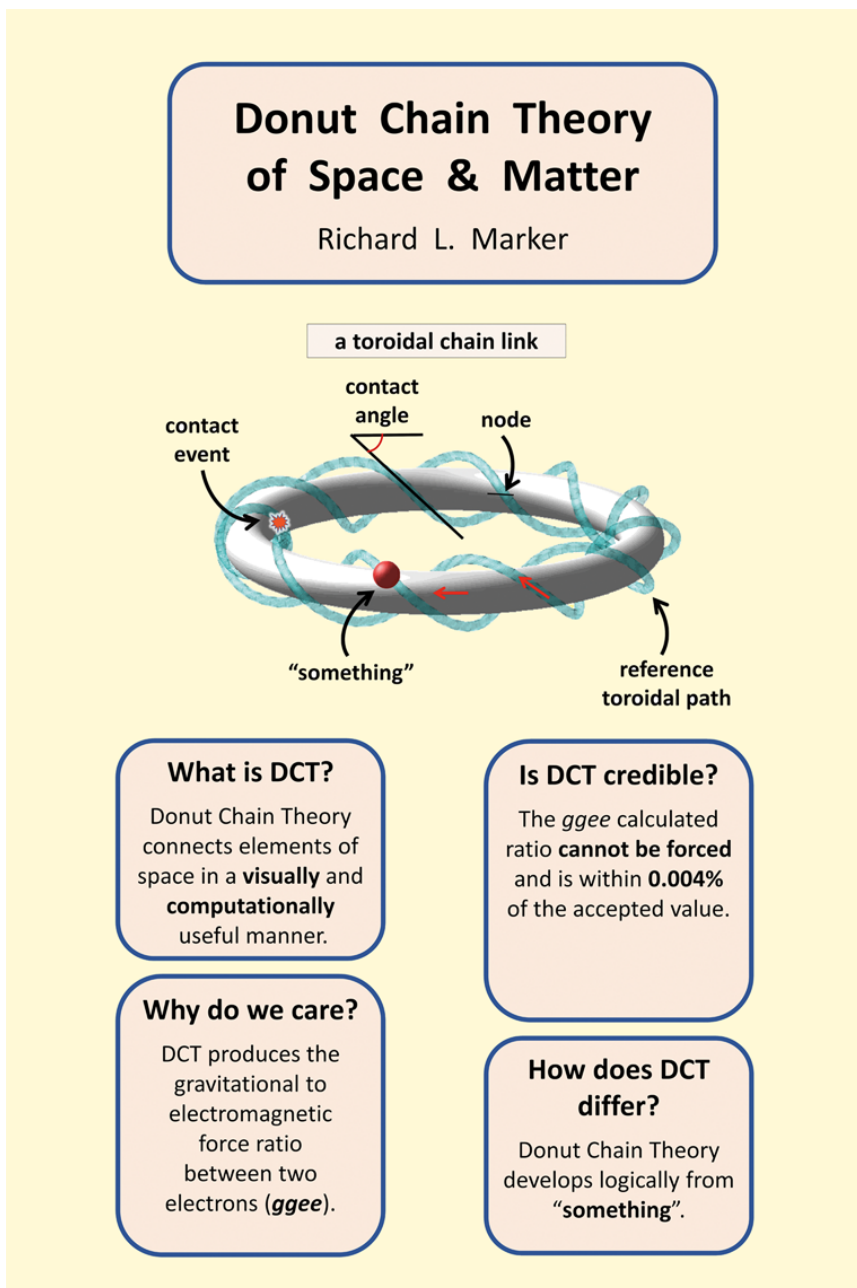 Donut Chain Theory
of Space & Matter
Richard L. Marker
a toroidal chain link
contact
angle
contact
event
node
“something”
reference
toroidal path
What is DCT?
Donut Chain Theory
connects elements of
space in a visually and
computationally
useful manner.
Why do we care?
DCT produces the
gravitational to
electromagnetic
force ratio
between two
electrons (ggee).
Is DCT credible?
The ggee calculated
ratio cannot be forced
and is within 0.004%
of the accepted value.
How does DCT
differ?
Donut Chain Theory
develops logically from
“something”.